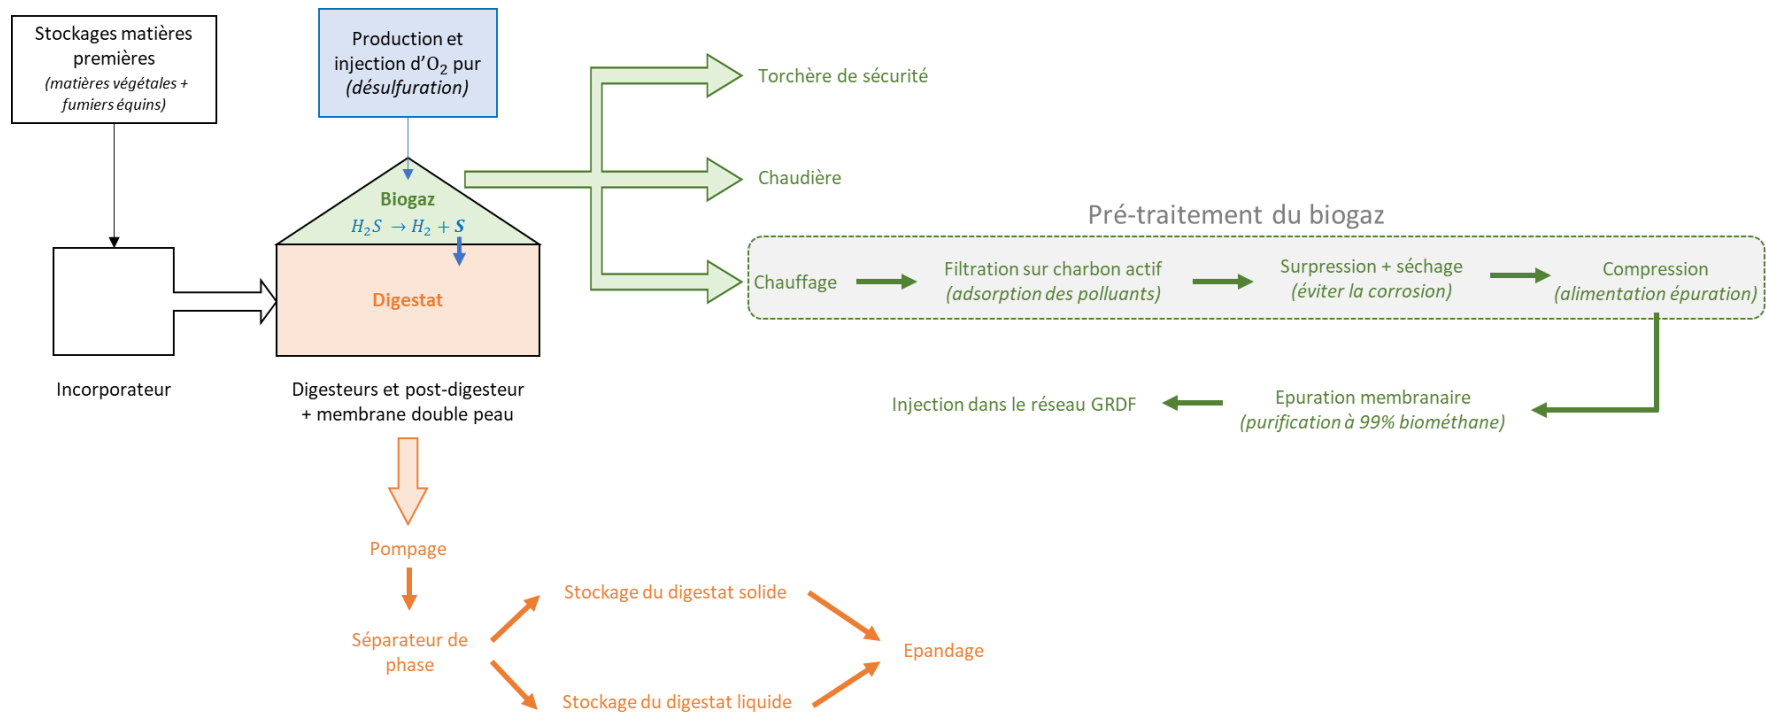 Stockages matières
premières
(matières végétales +
fumiers équins)
Production et
injection d'O₂ pur
(désulfuration)
Torchère de sécurité
Chaudière
Biogaz
H₂S → H₂ + S
Pré-traitement du biogaz
Chauffage
Filtration sur charbon actif
(adsorption des polluants)
Surpression + séchage
(éviter la corrosion)
Compression
(alimentation épuration)
Digestat
Incorporateur
Digesteurs et post-digesteur
+ membrane double peau
Injection dans le réseau GRDF
Epuration membranaire
(purification à 99% biométhane)
Pompage
Séparateur de
phase
Stockage du digestat solide
Stockage du digestat liquide
Epandage